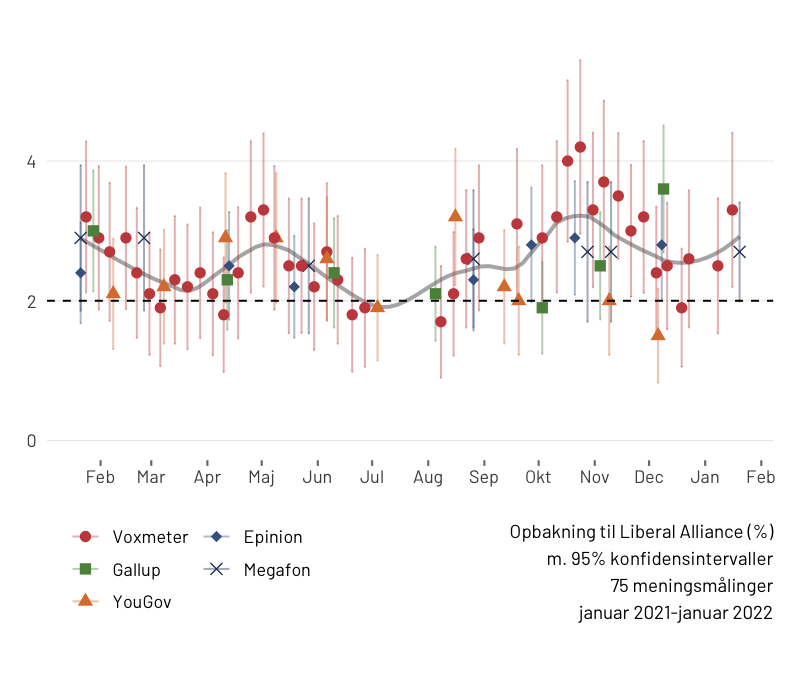 4
2
0
Feb Mar Apr Maj Jun Jul Aug Sep Okt Nov Dec Jan Feb
Voxmeter Epinion
Gallup Megafon
YouGov
Opbakning til Liberal Alliance (%)
m. 95% konfidensintervaller
75 meningsmålinger
januar 2021-januar 2022